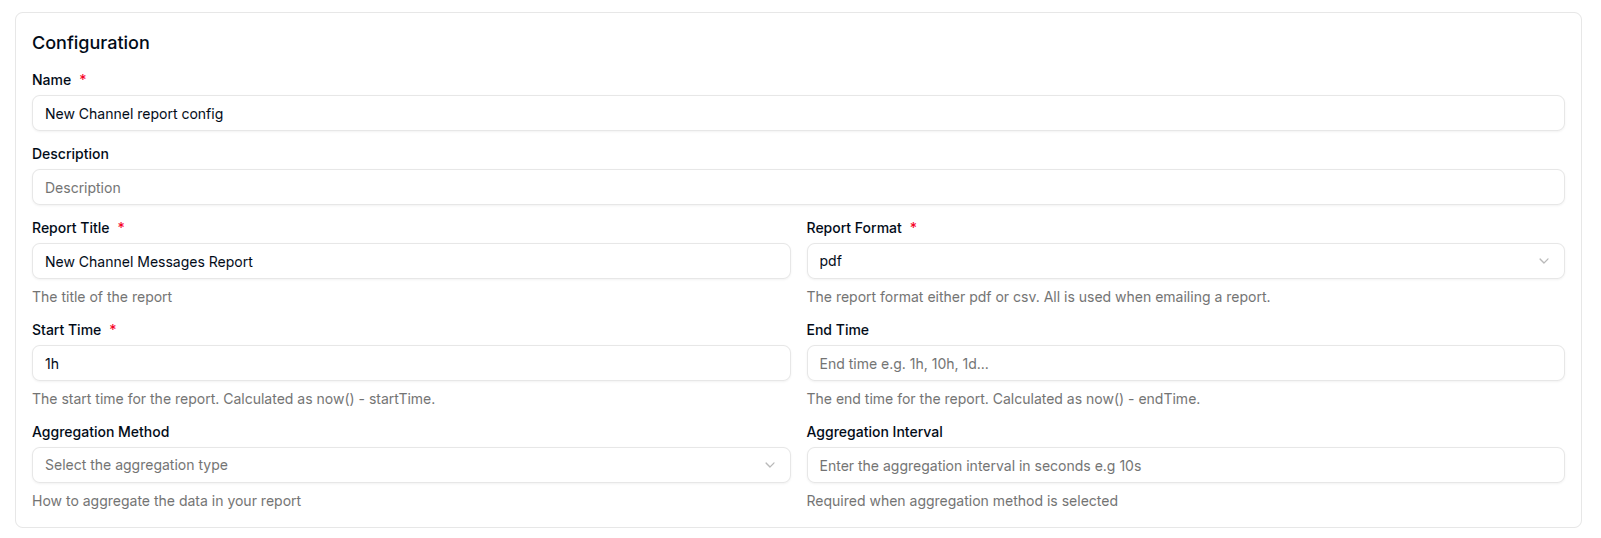 Configuration
Name *
New Channel report config
Description
Description
Report Title *
Report Format *
New Channel Messages Report
pdf
The title of the report
The report format either pdf or csv. All is used when emailing a report.
Start Time *
End Time
1h
End time e.g. 1h, 10h, 1d...
The start time for the report. Calculated as now() - startTime.
The end time for the report. Calculated as now() - endTime.
Aggregation Method
Aggregation Interval
Select the aggregation type
Enter the aggregation interval in seconds e.g 10s
How to aggregate the data in your report
Required when aggregation method is selected